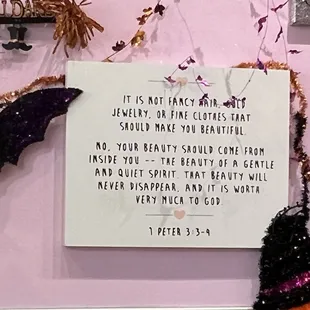 IT IS NOT FANCY HAIR, GOLD
JEWELRY, OR FINE CLOTHES THAT
SHOULD MAKE YOU BEAUTIFUL.
NO, YOUR BEAUTY SHOULD COME FROM
INSIDE YOU -- THE BEAUTY OF A GENTLE
AND QUIET SPIRIT. THAT BEAUTY WILL
NEVER DISAPPEAR, AND IT IS WORTH
VERY MUCH TO GOD.
1 PETER 3:3-4